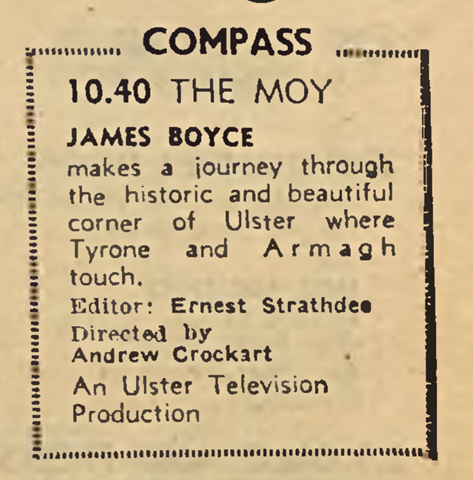 COMPASS
10.40 THE MOY
JAMES BOYCE
makes a journey through
the historic and beautiful
corner of Ulster where
Tyrone and Armagh
touch.
Editor: Ernest Strathdee
Directed by
Andrew Crockart
An Ulster Television
Production